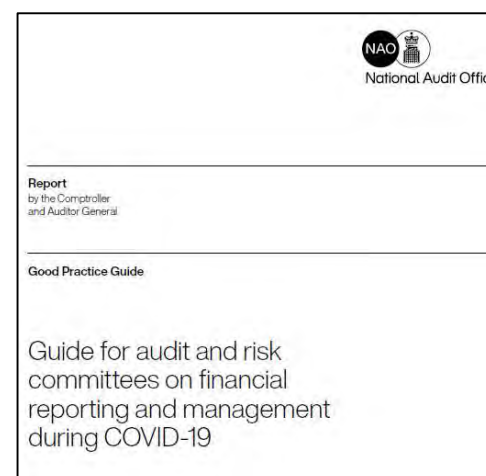 NAO
National Audit Offic
Report
by the Comptroller
and Auditor General
Good Practice Guide
Guide for audit and risk
committees on financial
reporting and management
during COVID-19